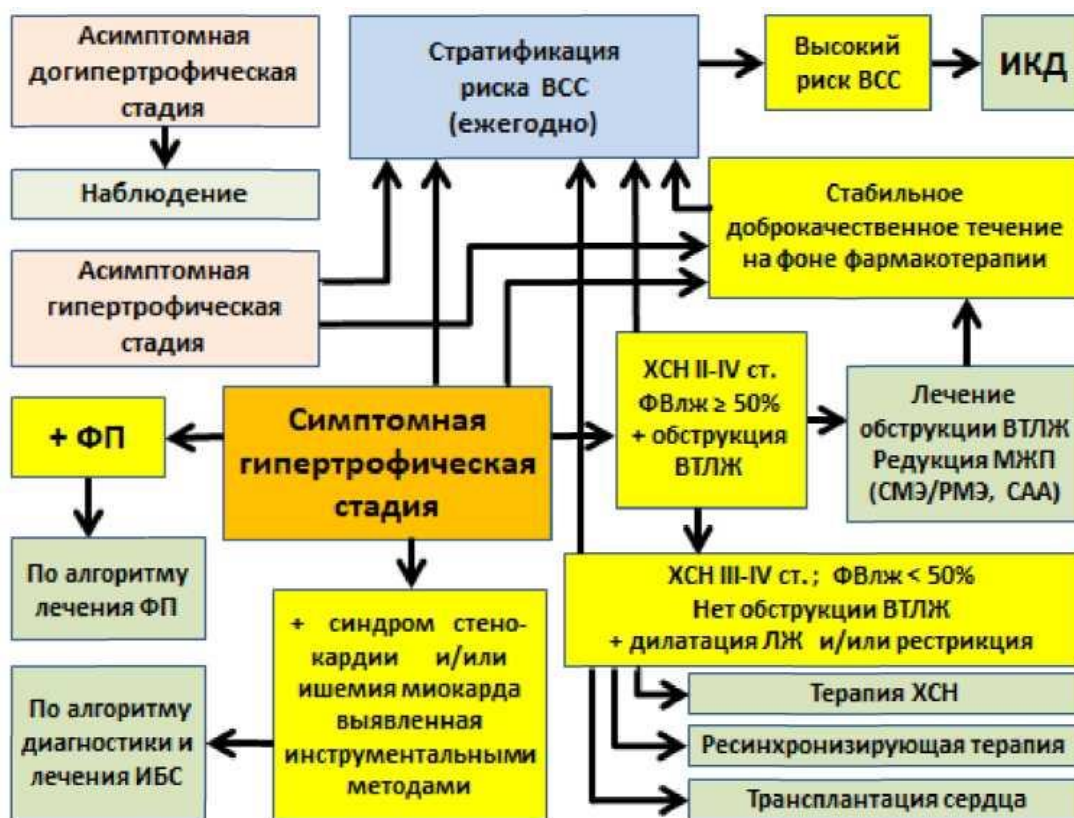 Асимптомная
догипертрофическая
стадия
Наблюдение
Асимптомная
гипертрофическая
стадия
Стратификация
риска ВСС
(ежегодно)
Высокий
риск ВСС
ИКД
Стабильное
доброкачественное течение
на фоне фармакотерапии
+ ФП
По алгоритму
лечения ФП
Симптомная
гипертрофическая
стадия
ХСН II-IV ст.
ФВлж ≥ 50%
+ обструкция
ВТЛЖ
Лечение
обструкции ВТЛЖ
Редукция МЖП
(СМЭ/РМЭ, САА)
+ синдром стено-
кардии и/или
ишемия миокарда
выявленная
инструментальными
методами
По алгоритму
диагностики и
лечения ИБС
ХСН III-IV ст.; ФВлж < 50%
Нет обструкции ВТЛЖ
+ дилатация ЛЖ и/или рестрикция
Терапия ХСН
Ресинхронизирующая терапия
Трансплантация сердца